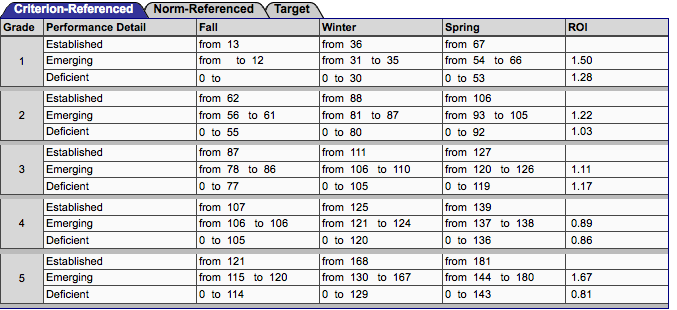 Criterion-Referenced Norm-Referenced Target
Grade Performance Detail Fall Winter Spring ROI
Established from 13 from 36 from 67
1 Emerging from to 12 from 31 to 35 from 54 to 66 1.50
Deficient 0 to 0 to 30 0 to 53 1.28
Established from 62 from 88 from 106
2 Emerging from 56 to 61 from 81 to 87 from 93 to 105 1.22
Deficient 0 to 55 0 to 80 0 to 92 1.03
Established from 87 from 111 from 127
3 Emerging from 78 to 86 from 106 to 110 from 120 to 126 1.11
Deficient 0 to 77 0 to 105 0 to 119 1.17
Established from 107 from 125 from 139
4 Emerging from 106 to 106 from 121 to 124 from 137 to 138 0.89
Deficient 0 to 105 0 to 120 0 to 136 0.86
Established from 121 from 168 from 181
5 Emerging from 115 to 120 from 130 to 167 from 144 to 180 1.67
Deficient 0 to 114 0 to 129 0 to 143 0.81